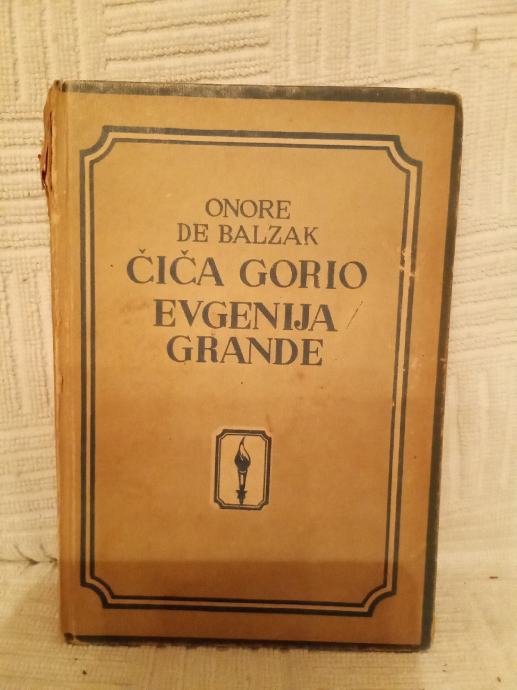 ONORE
DE BALZAK
ČIČA GORIO
EVGENIJA
GRANDE